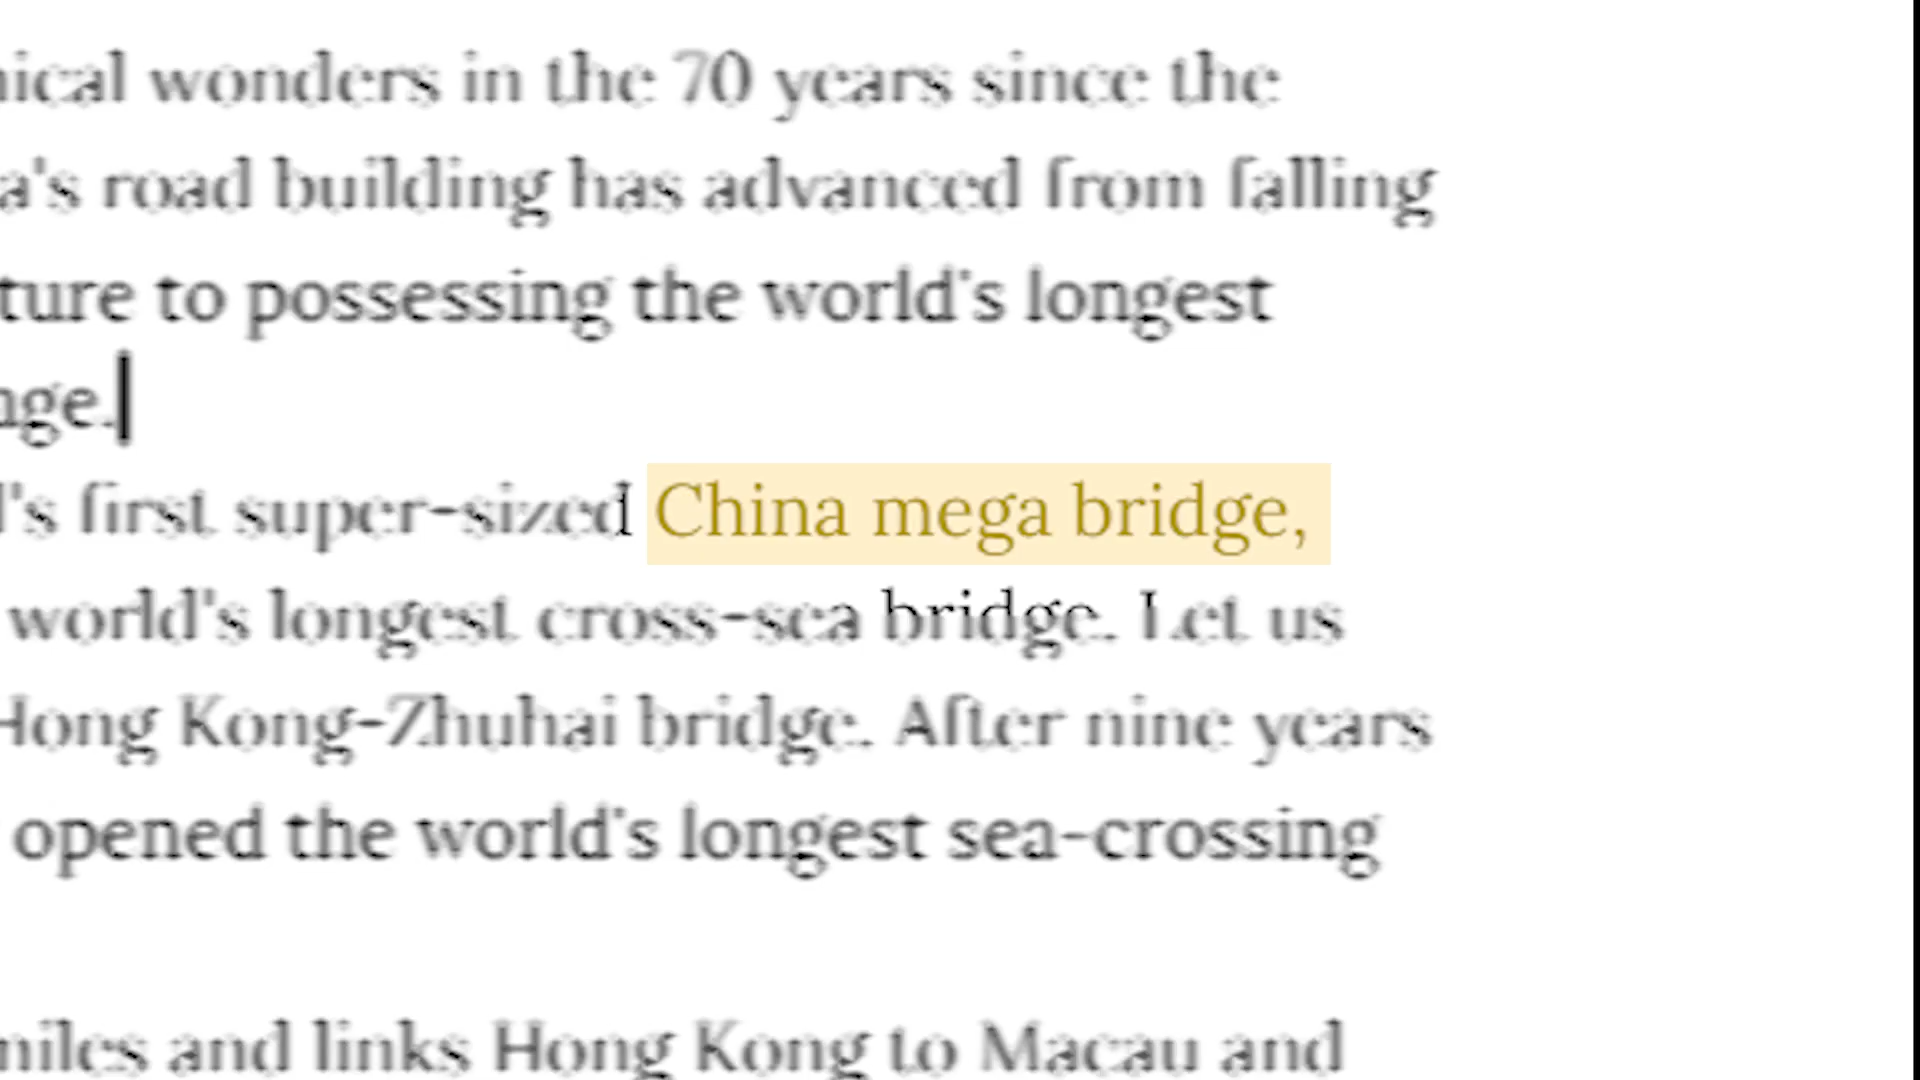 nical wonders in the 70 years since the
a's road building has advanced from falling
ture to possessing the world's longest
nge.
l's first super-sized China mega bridge,
world's longest cross-sea bridge. Let us
Hong Kong-Zhuhai bridge. After nine years
opened the world's longest sea-crossing
miles and links Hong Kong to Macau and